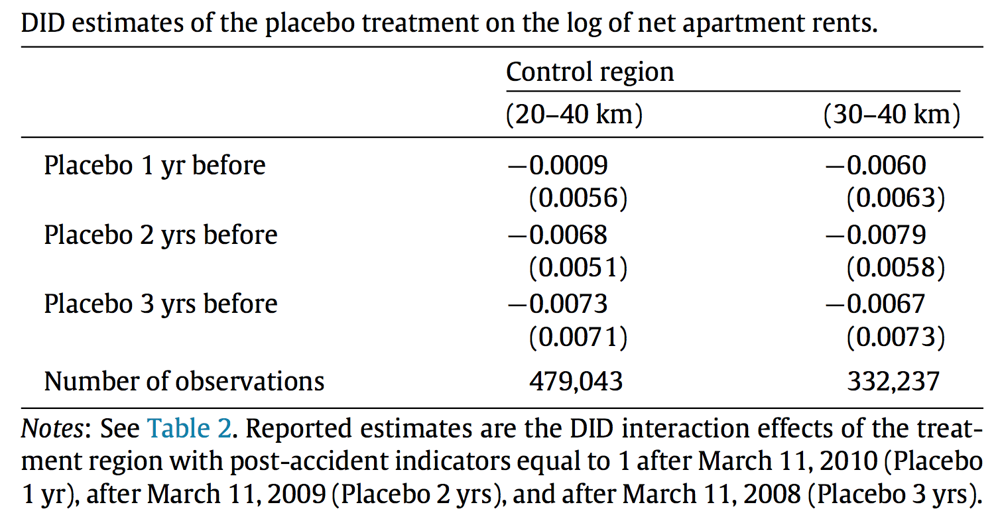 DID estimates of the placebo treatment on the log of net apartment rents.
Control region
(20–40 km) (30–40 km)
Placebo 1 yr before −0.0009 −0.0060
(0.0056) (0.0063)
Placebo 2 yrs before −0.0068 −0.0079
(0.0051) (0.0058)
Placebo 3 yrs before −0.0073 −0.0067
(0.0071) (0.0073)
Number of observations 479,043 332,237
Notes: See Table 2. Reported estimates are the DID interaction effects of the treat-
ment region with post-accident indicators equal to 1 after March 11, 2010 (Placebo
1 yr), after March 11, 2009 (Placebo 2 yrs), and after March 11, 2008 (Placebo 3 yrs).